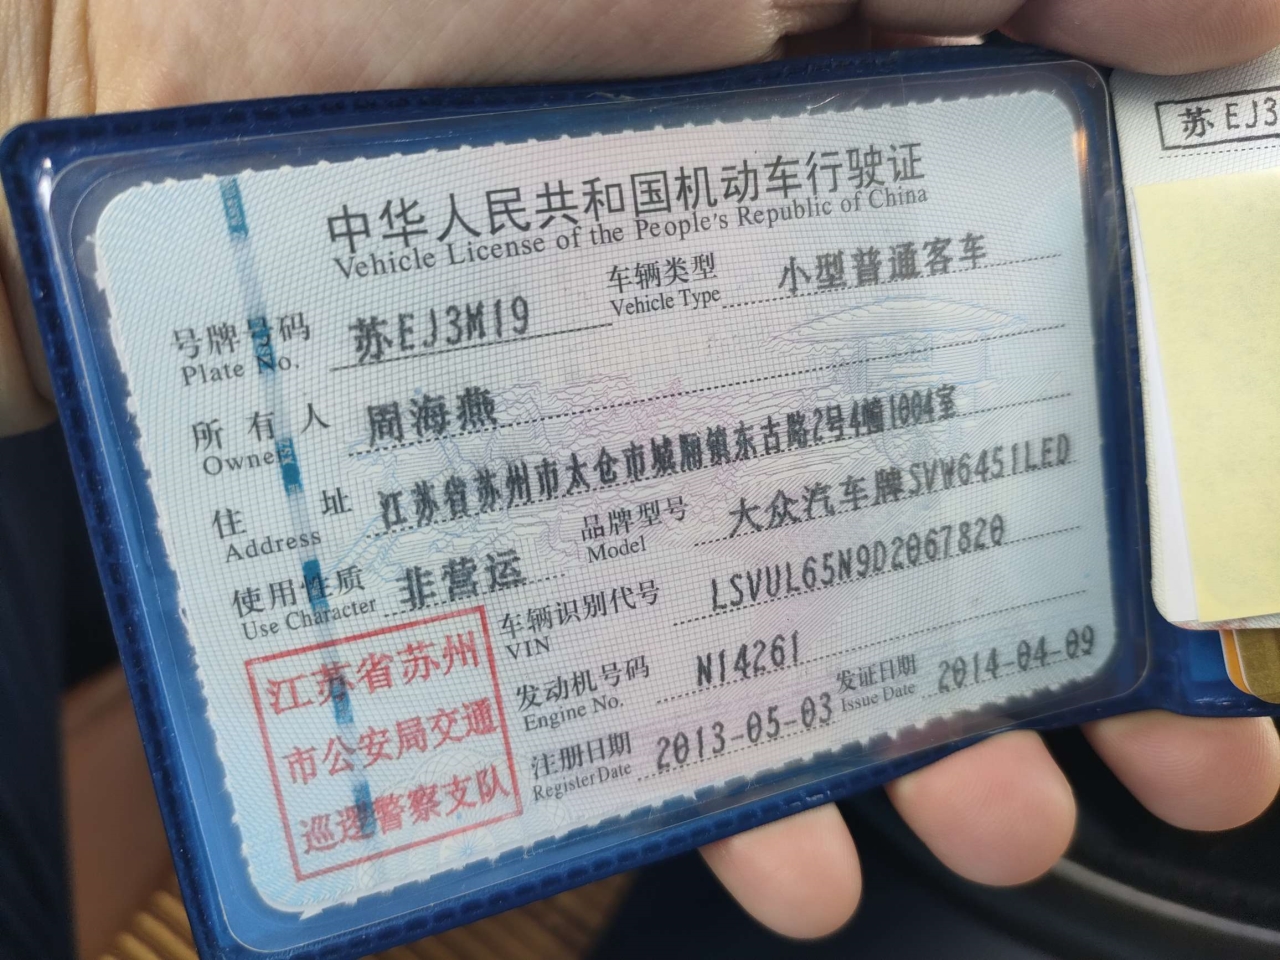 中华人民共和国机动车行驶证
Vehicle License of the People's Republic of China
号牌号码 苏EJ3M19 车辆类型 小型普通客车
Plate No. Vehicle Type
所有人 周海燕
Owner
住址 江苏省苏州市太仓市城厢镇东古路2号4幢1004室
Address
使用性质 非营运 品牌型号 大众汽车牌SVW6451LED
Use Character Model
车辆识别代号 LSVUL65N9D2067820
VIN
发动机号码 N14261
Engine No.
注册日期 2013-05-03 发证日期 2014-04-09
Register Date Issue Date
江苏省苏州
市公安局交通
巡逻警察支队
苏EJ3